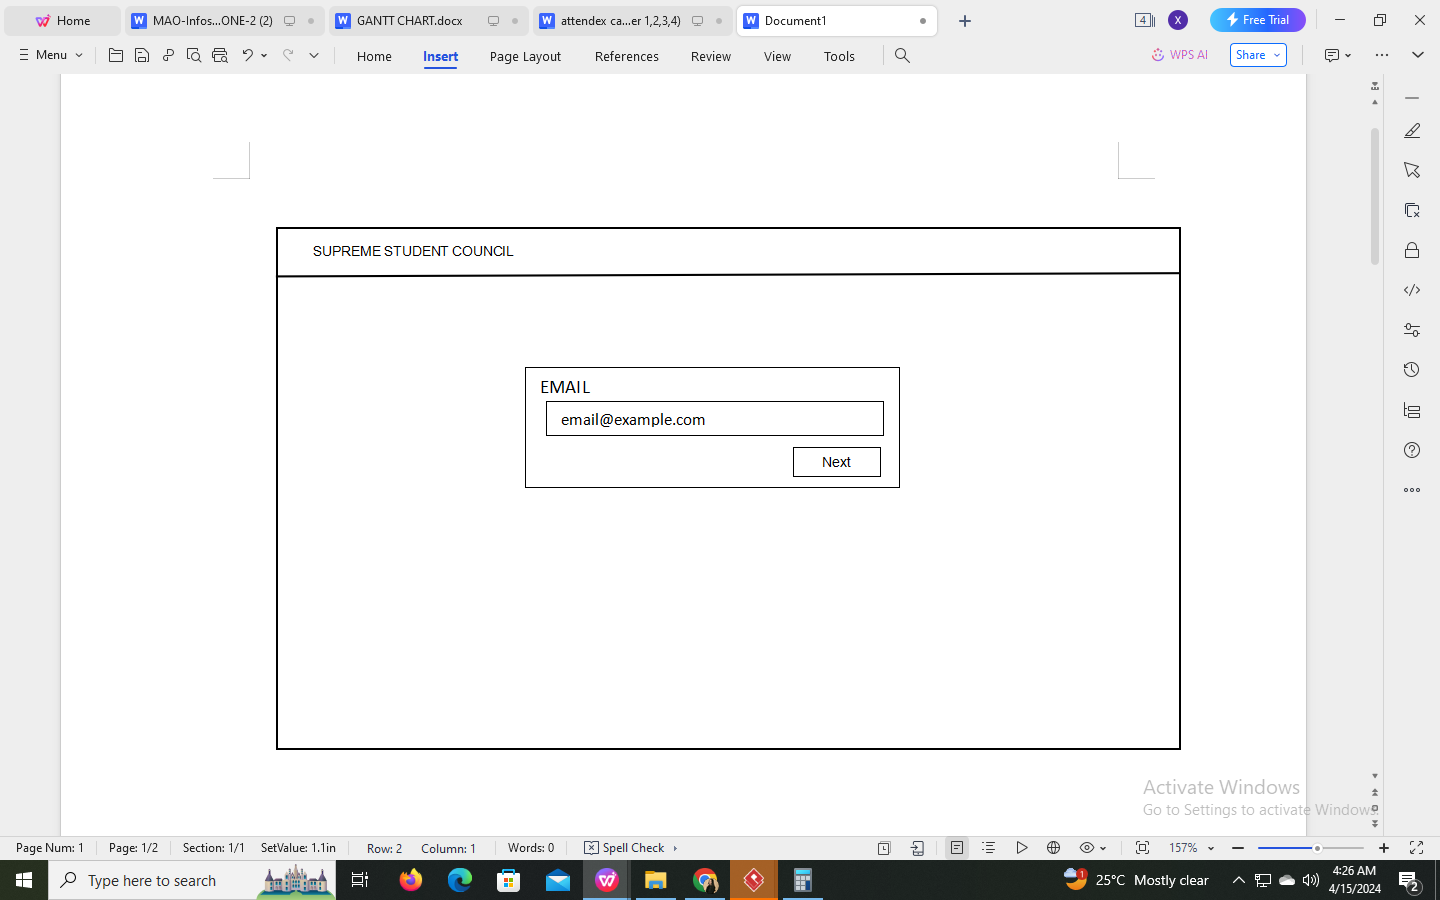 Home
MAO-Infos...ONE-2 (2)
GANTT CHART.docx
attendex ca...er 1,2,3,4)
Document1
4
X
Free Trial
Menu
Home
Insert
Page Layout
References
Review
View
Tools
WPS AI
Share
SUPREME STUDENT COUNCIL
EMAIL
email@example.com
Next
Activate Windows
Go to Settings to activate Windows.
Page Num: 1
Page: 1/2
Section: 1/1
SetValue: 1.1in
Row: 2
Column: 1
Words: 0
Spell Check
157%
Type here to search
1
25°C Mostly clear
4:26 AM
4/15/2024
2